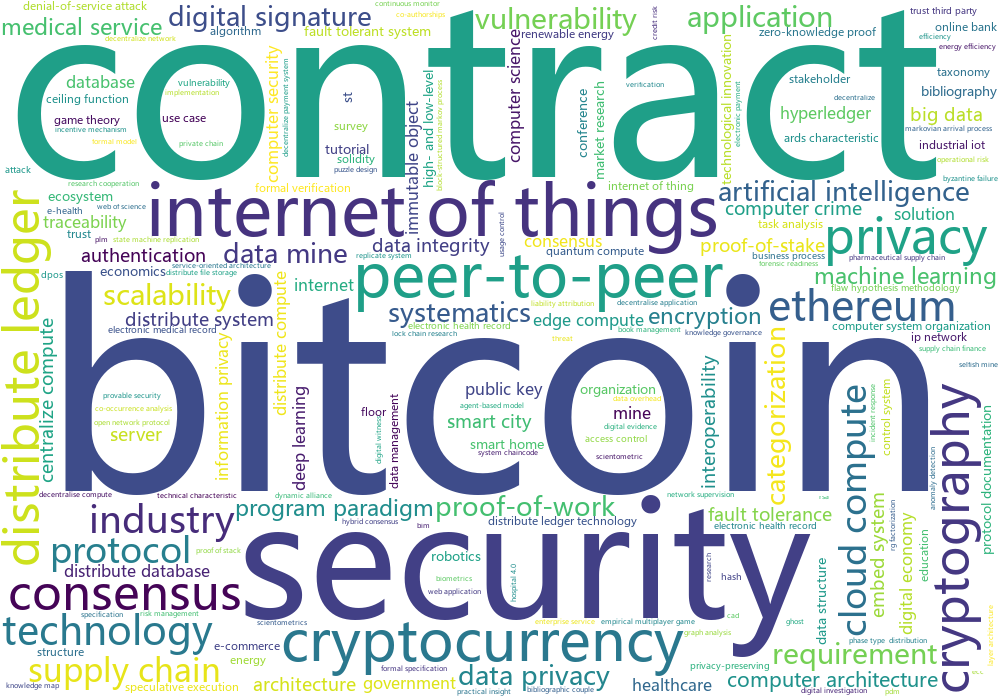 denial-of-service attack
digital signature
continuous monitor
co-authorships
vulnerability
renewable energy
credit risk
application
trust third party
online bank
medical service
decentralize network
algorithm
fault tolerant system
zero-knowledge proof
efficiency
energy efficiency
contract
database
vulnerability
implementation
ceiling function
game theory
use case
incentive mechanism
formal model
private chain
computer security
decentralize payment system
st
survey
tutorial
solidity
puzzle design
immutable object
high- and low-level
block-structured markov process
computer science
conference
market research
verification
technological innovation
electronic payment
stakeholder
decentralize
hyperledger
ards characteristic
taxonomy
bibliography
big data
markovian arrival process
industrial iot
operational risk
byzantine failure
attack
research cooperation
ecosystem
web of science
e-health
traceability
trust
plm
state machine replication
formal verification
internet of things
internet of thing
artificial intelligence
computer crime
solution
task analysis
privacy
authentication
data mine
replicate system
data integrity
usage control
consensus
quantum compute
proof-of-stake
business process
forensic readiness
pharmaceutical supply chain
distribute ledger
dpos
economics
service-oriented architecture
distribute file storage
internet
peer-to-peer
liability attribution
decentralise application
machine learning
flaw hypothesis methodology
scalability
electronic medical record
distribute system
distribute compute
systematics
electronic health record
lock chain research
edge compute
threat
book management
encryption
knowledge governance
ethereum
computer system organization
ip network
supply chain finance
selfish mine
centralize compute
bitcoin
provable security
co-occurrence analysis
open network protocol
server
information privacy
deep learning
floor
digital witness
data management
public key
agent-based model
smart city
smart home
system chaincode
organization
data overhead
mine
digital evidence
access control
scientometric
interoperability
categorization
cloud compute
incident response
control system
anomaly detection
cryptography
protocol documentation
decentralise compute
technical characteristic
dynamic alliance
network supervision
industry
program paradigm
hybrid consensus
bim
proof-of-work
distribute ledger technology
fault tolerance
electronic health record
protocol
proof of stack
distribute database
security
robotics
biometrics
web application
hospital 4.0
research
hash
data structure
embed system
rg factorization
digital economy
education
consensus
specification
risk management
scientometrics
enterprise service
empirical multiplayer game
cad
ghost
graph analysis
technology
structure
e-commerce
energy
cryptocurrency
phase type distribution
requirement
privacy-preserving
supply chain
knowledge map
speculative execution
architecture
government
formal specification
practical insight
data privacy
bibliographic couple
healthcare
computer architecture
digital investigation
pdm